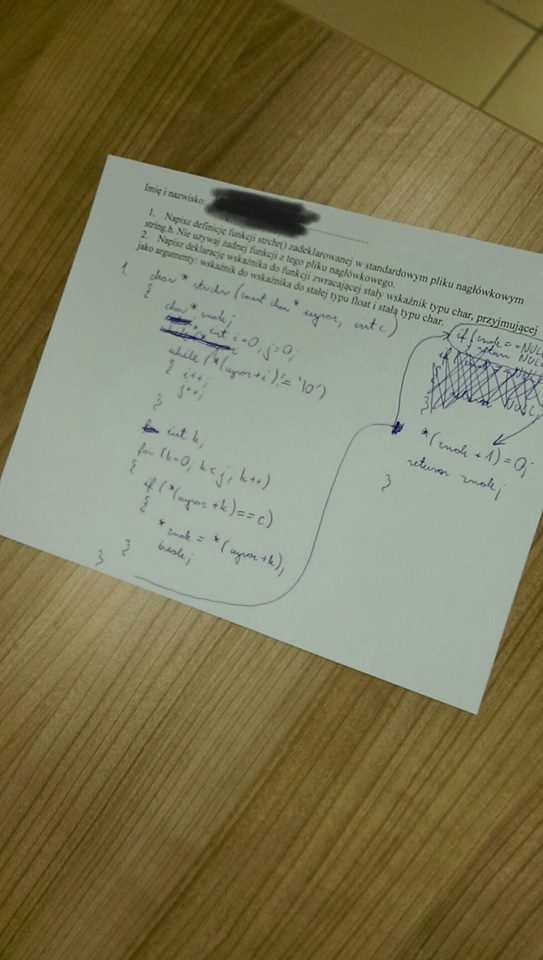 Imię i nazwisko:
1. Napisz definicję funkcji strchr() zadeklarowanej w standardowym pliku nagłówkowym
string.h. Nie używaj żadnej funkcji z tego pliku nagłówkowego.
2. Napisz deklarację wskaźnika do funkcji zwracającej stały wskaźnik typu char, przyjmującej
jako argumenty: wskaźnik do wskaźnika do stałej typu float i stałą typu char.
1. char * strchr (const char * wyraz, int c)
{
char * znak;
int i=0, j=0;
while (*(wyraz+i) != '\0')
{ i++;
j++;
}
int k;
for (k=0; k<j; k++)
{
if (*(wyraz+k)==c)
{
*znak = *(wyraz+k);
break;
}
}
if (znak==NULL
return NULL
*(znak+1)=0;
return znak;
}